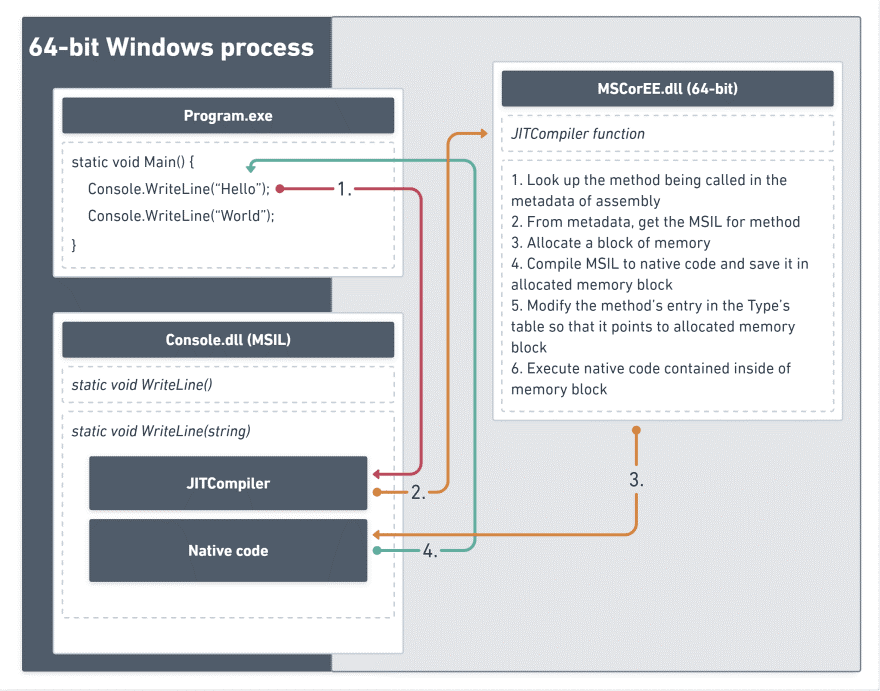 64-bit Windows process
Program.exe
static void Main() {
Console.WriteLine(“Hello”);
Console.WriteLine(“World”);
}
1.
Console.dll (MSIL)
static void WriteLine()
static void WriteLine(string)
JITCompiler
Native code
2.
4.
MSCorEE.dll (64-bit)
JITCompiler function
1. Look up the method being called in the
metadata of assembly
2. From metadata, get the MSIL for method
3. Allocate a block of memory
4. Compile MSIL to native code and save it in
allocated memory block
5. Modify the method’s entry in the Type’s
table so that it points to allocated memory
block
6. Execute native code contained inside of
memory block
3.